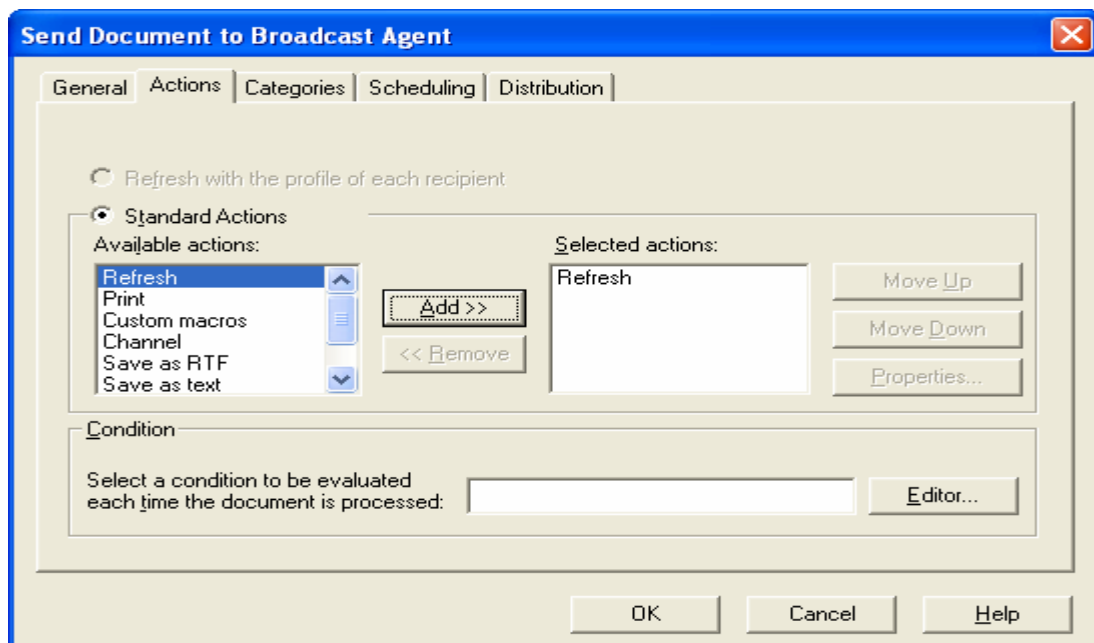 Send Document to Broadcast Agent
General Actions Categories Scheduling Distribution
Refresh with the profile of each recipient
Standard Actions
Available actions:
Refresh
Print
Custom macros
Channel
Save as RTF
Save as text
Add >>
<< Remove
Selected actions:
Refresh
Move Up
Move Down
Properties...
Condition
Select a condition to be evaluated
each time the document is processed:
Editor...
OK Cancel Help